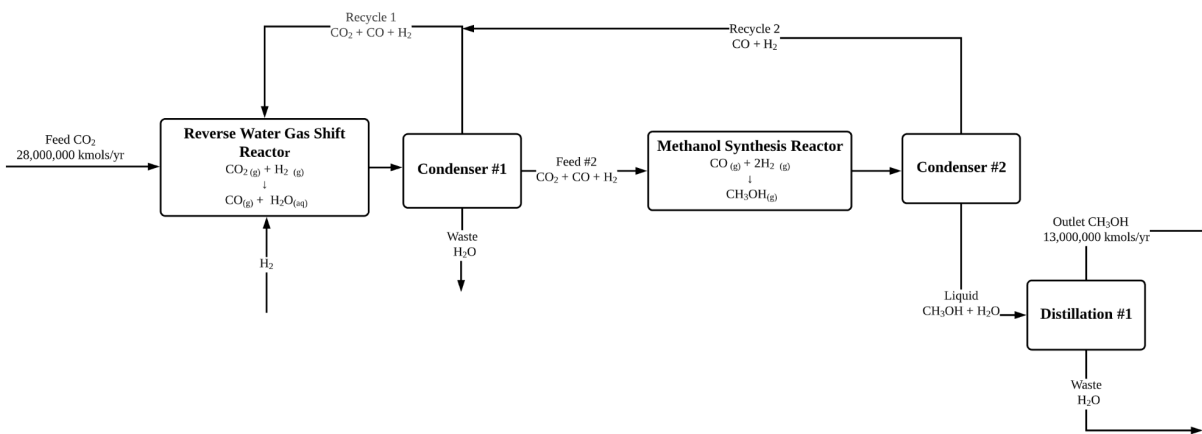 Recycle 1
CO₂ + CO + H₂
Recycle 2
CO + H₂
Feed CO₂
28,000,000 kmols/yr
Reverse Water Gas Shift
Reactor
CO₂ (g) + H₂ (g)
↓
CO(g) + H₂O(aq)
H₂
Condenser #1
Waste
H₂O
Feed #2
CO₂ + CO + H₂
Methanol Synthesis Reactor
CO (g) + 2H₂ (g)
↓
CH₃OH(g)
Condenser #2
Liquid
CH₃OH + H₂O
Outlet CH₃OH
13,000,000 kmols/yr
Distillation #1
Waste
H₂O